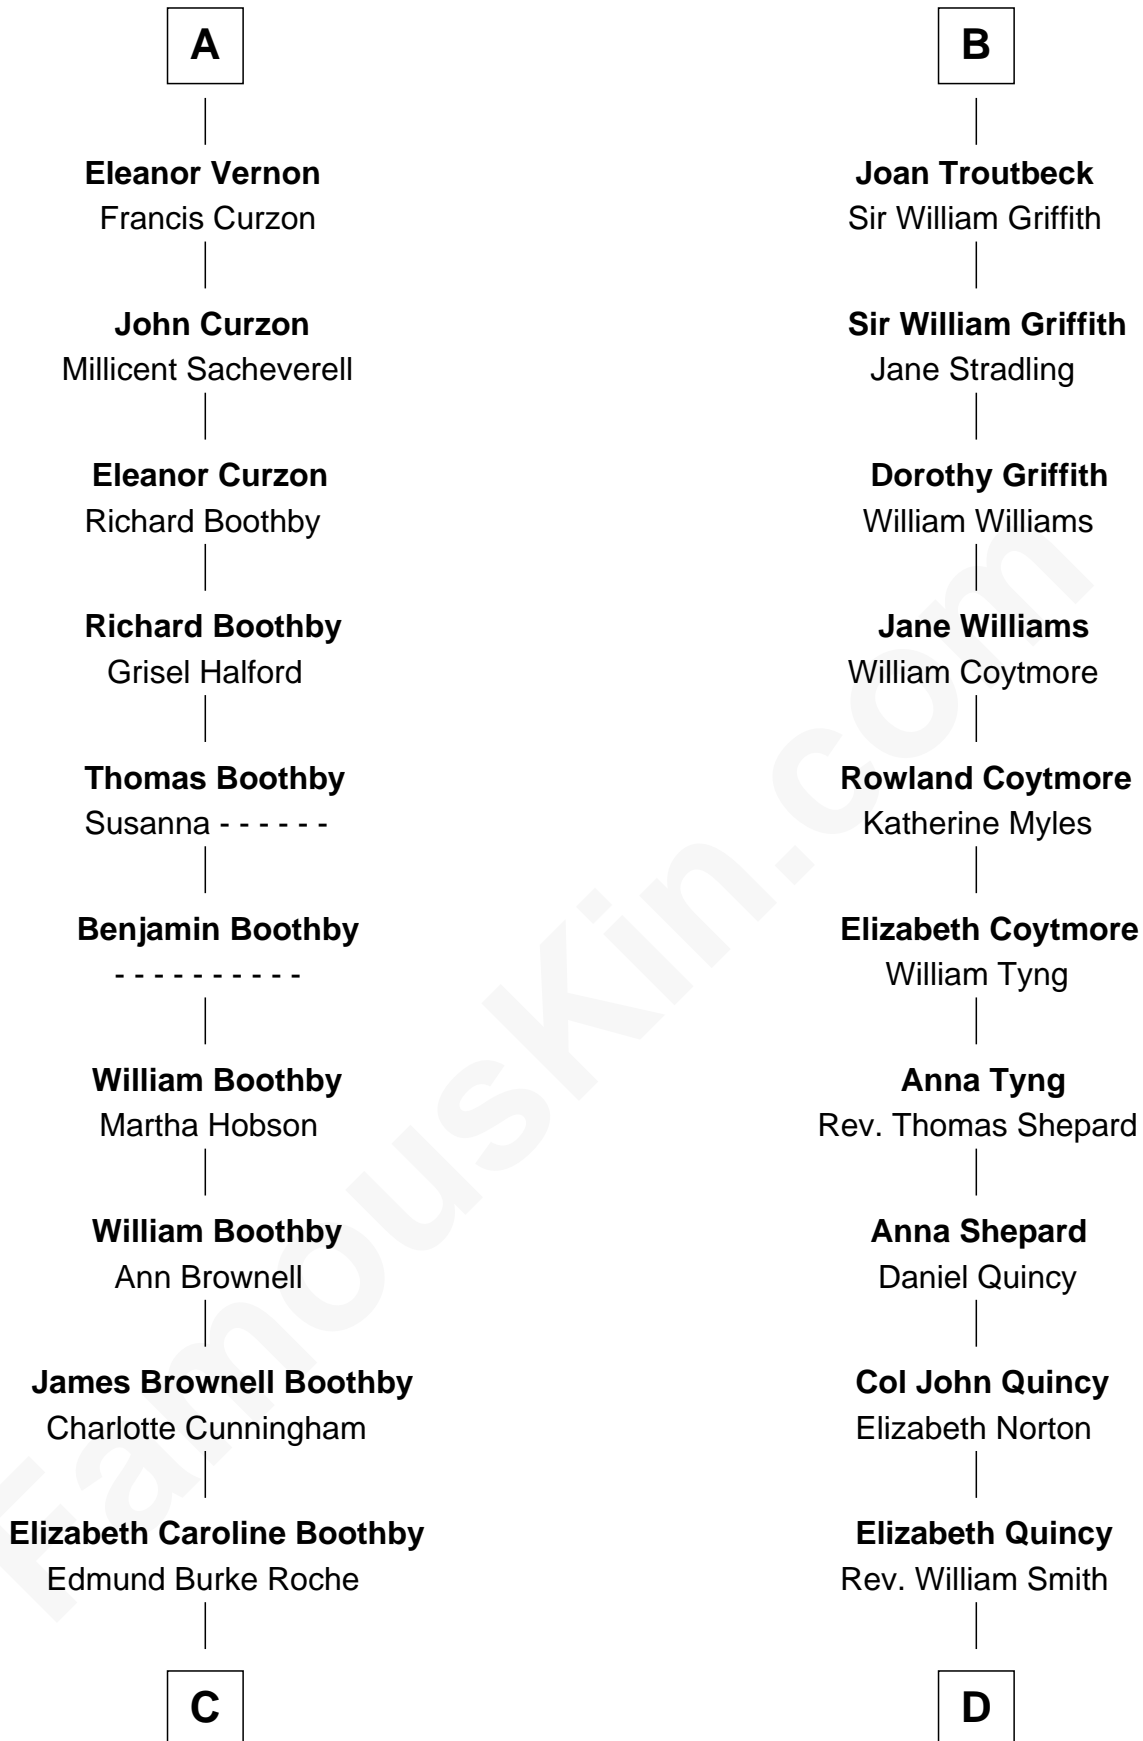 A
Eleanor Vernon
Francis Curzon
John Curzon
Millicent Sacheverell
Eleanor Curzon
Richard Boothby
Richard Boothby
Grisel Halford
Thomas Boothby
Susanna - - - - - -
Benjamin Boothby
- - - - - - - - - -
William Boothby
Martha Hobson
William Boothby
Ann Brownell
James Brownell Boothby
Charlotte Cunningham
Elizabeth Caroline Boothby
Edmund Burke Roche
C
B
Joan Troutbeck
Sir William Griffith
Sir William Griffith
Jane Stradling
Dorothy Griffith
William Williams
Jane Williams
William Coytmore
Rowland Coytmore
Katherine Myles
Elizabeth Coytmore
William Tyng
Anna Tyng
Rev. Thomas Shepard
Anna Shepard
Daniel Quincy
Col John Quincy
Elizabeth Norton
Elizabeth Quincy
Rev. William Smith
D
FamousKin.com